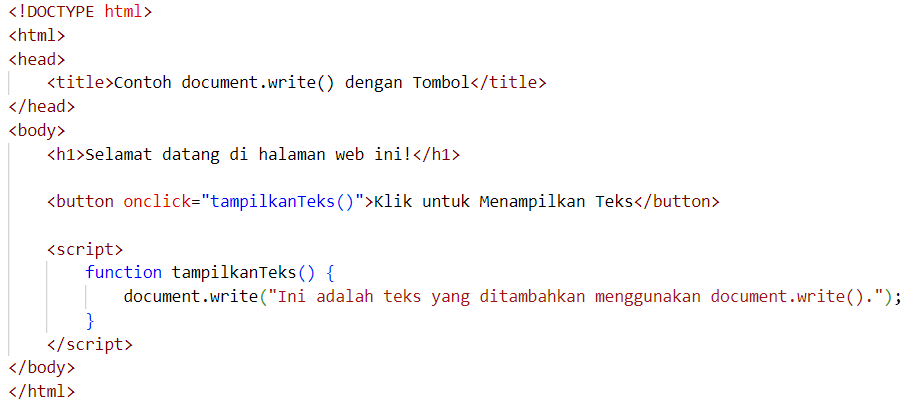 <!DOCTYPE html>
<html>
<head>
    <title>Contoh document.write() dengan Tombol</title>
</head>
<body>
    <h1>Selamat datang di halaman web ini!</h1>

    <button onclick="tampilkanTeks()">Klik untuk Menampilkan Teks</button>

    <script>
        function tampilkanTeks() {
            document.write("Ini adalah teks yang ditambahkan menggunakan document.write().");
        }
    </script>
</body>
</html>